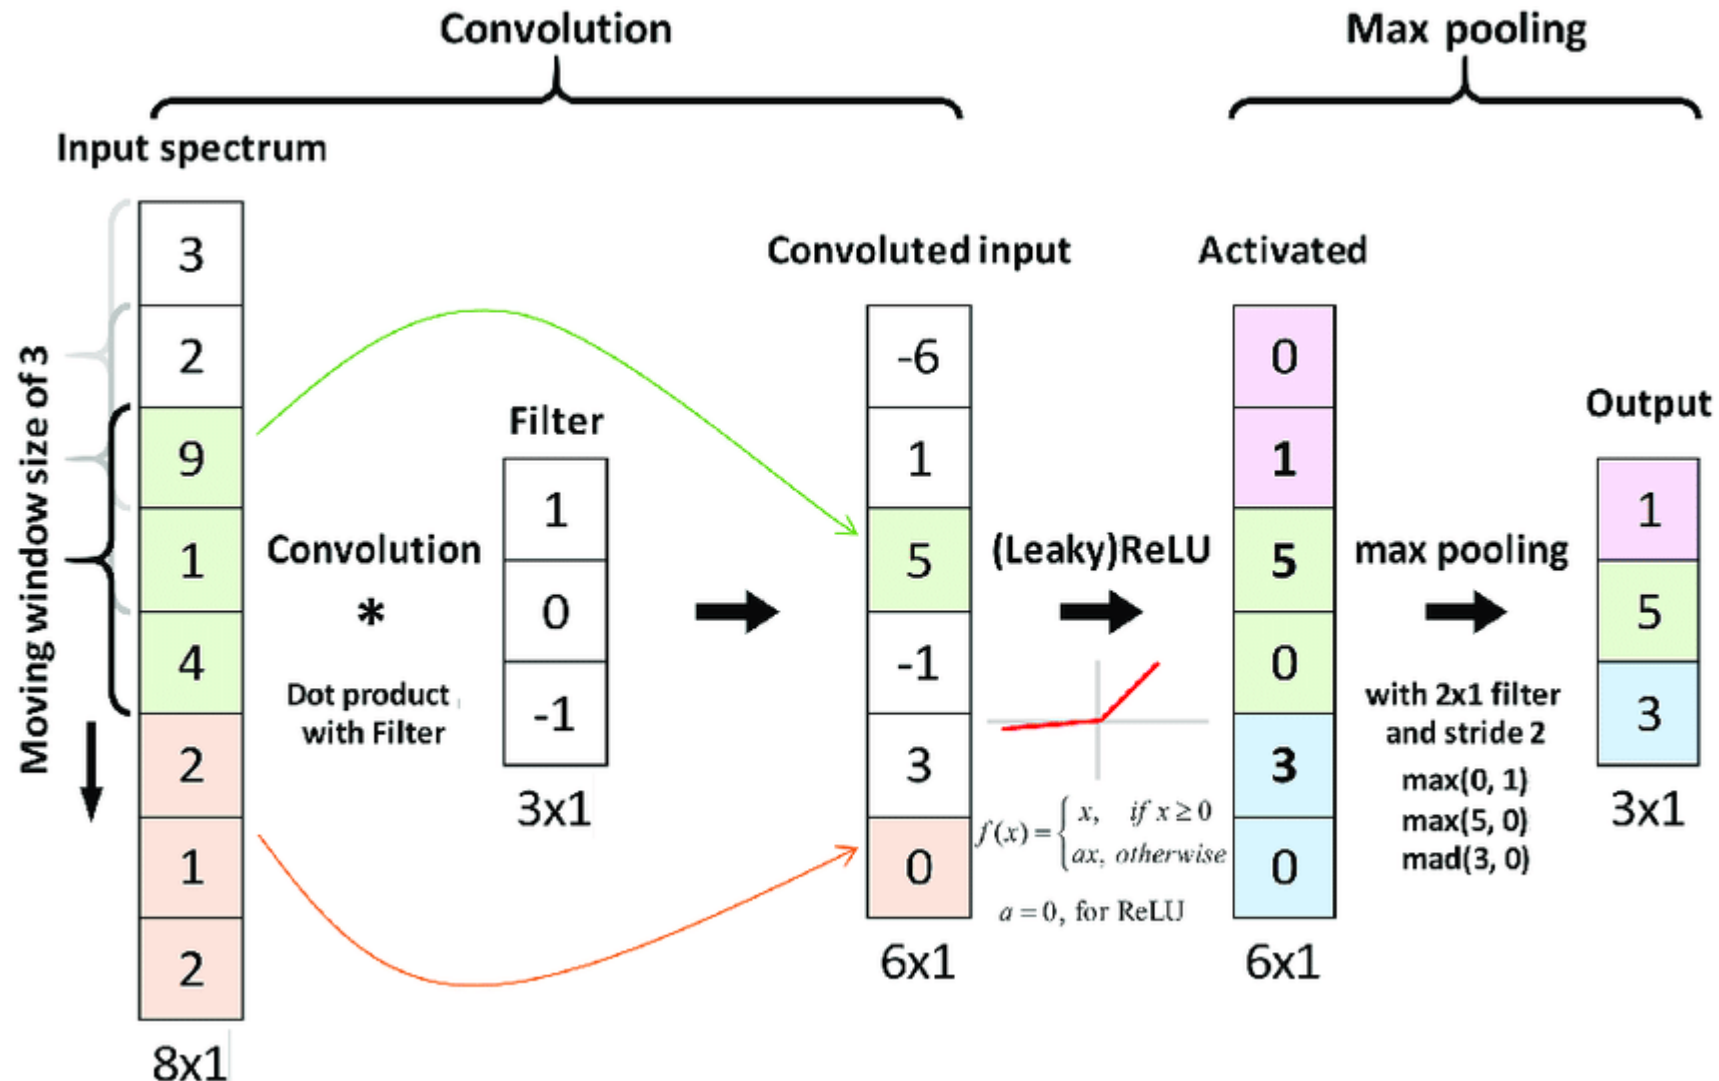 Convolution
Max pooling
Input spectrum
Moving window size of 3
3
2
9
1
4
2
1
2
8x1
Convolution
*
Dot product
with Filter
Filter
1
0
-1
3x1
Convoluted input
-6
1
5
-1
3
0
6x1
(Leaky)ReLU
f(x) = { x, if x ≥ 0
ax, otherwise
a = 0, for ReLU
Activated
0
1
5
0
3
0
6x1
max pooling
with 2x1 filter
and stride 2
max(0, 1)
max(5, 0)
mad(3, 0)
Output
1
5
3
3x1